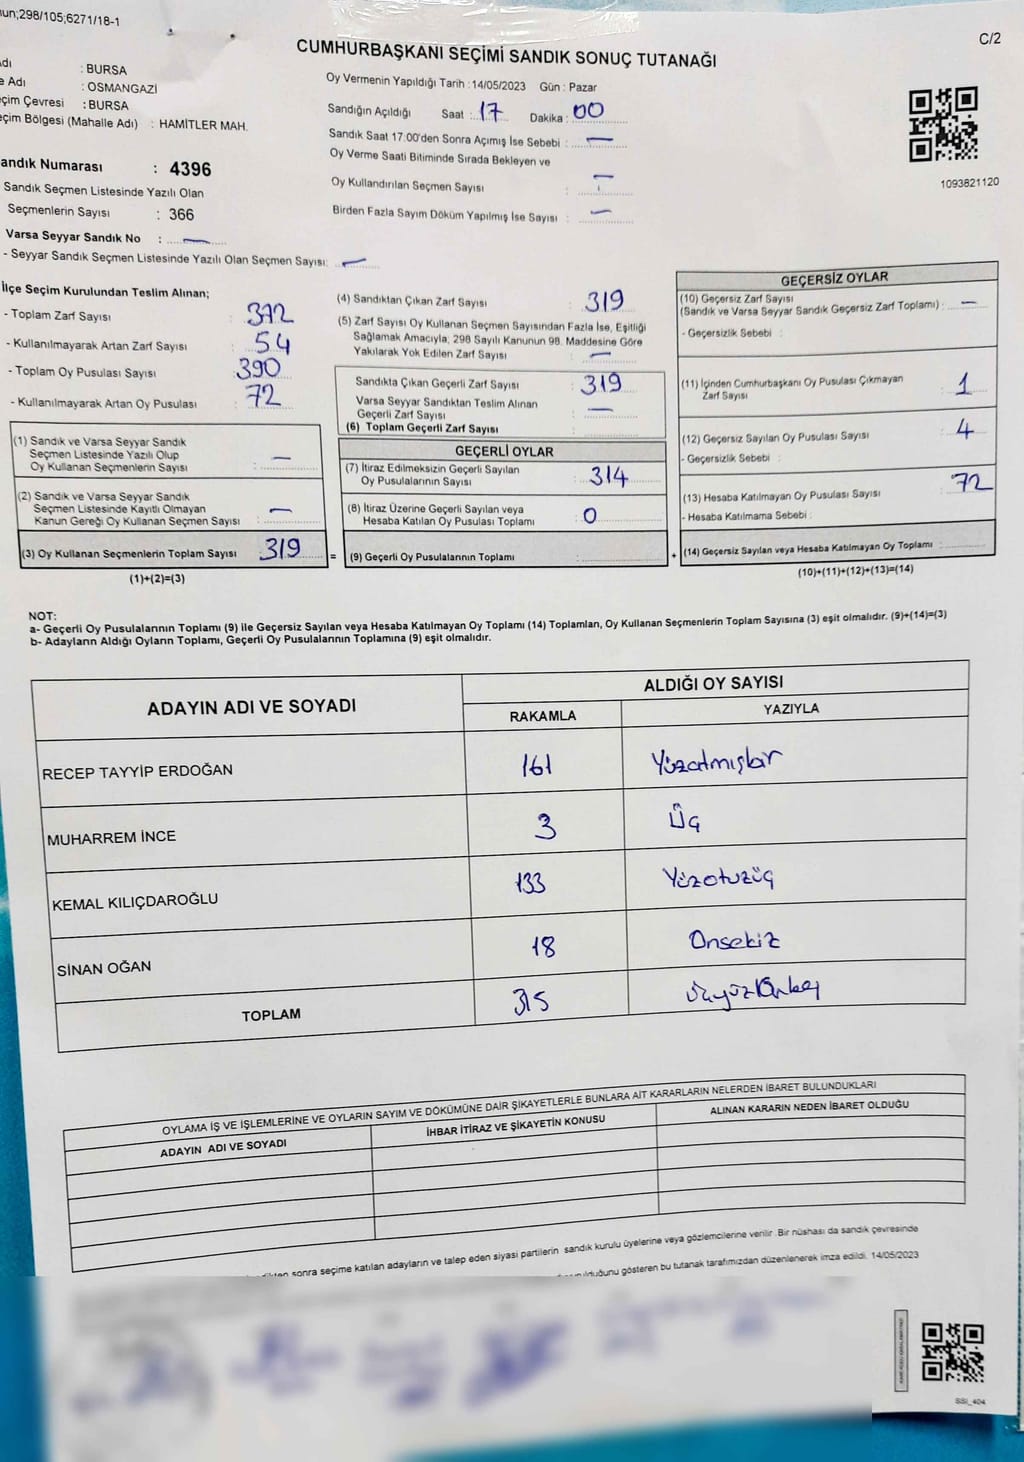 nun;298/105;6271/18-1
C/2
CUMHURBAŞKANI SEÇİMİ SANDIK SONUÇ TUTANAĞI
dı : BURSA
e Adı : OSMANGAZİ
çim Çevresi : BURSA
çim Bölgesi (Mahalle Adı) : HAMİTLER MAH.
andık Numarası : 4396
Sandık Seçmen Listesinde Yazılı Olan
Seçmenlerin Sayısı : 366
Varsa Seyyar Sandık No : —
- Seyyar Sandık Seçmen Listesinde Yazılı Olan Seçmen Sayısı: —
Oy Vermenin Yapıldığı Tarih : 14/05/2023 Gün : Pazar
Sandığın Açıldığı Saat : 17 Dakika : 00
Sandık Saat 17:00'den Sonra Açımış İse Sebebi : —
Oy Verme Saati Bitiminde Sırada Bekleyen ve
Oy Kullandırılan Seçmen Sayısı : —
Birden Fazla Sayım Döküm Yapılmış İse Sayısı : —
1093821120
İlçe Seçim Kurulundan Teslim Alınan;
- Toplam Zarf Sayısı : 372
- Kullanılmayarak Artan Zarf Sayısı : 54
- Toplam Oy Pusulası Sayısı : 390
- Kullanılmayarak Artan Oy Pusulası : 72
(1) Sandık ve Varsa Seyyar Sandık
Seçmen Listesinde Yazılı Olup
Oy Kullanan Seçmenlerin Sayısı : —
(2) Sandık ve Varsa Seyyar Sandık
Seçmen Listesinde Kayıtlı Olmayan
Kanun Gereği Oy Kullanan Seçmen Sayısı : —
(3) Oy Kullanan Seçmenlerin Toplam Sayısı 319
(1)+(2)=(3)
(4) Sandıktan Çıkan Zarf Sayısı : 319
(5) Zarf Sayısı Oy Kullanan Seçmen Sayısından Fazla İse, Eşitliği
Sağlamak Amacıyla, 298 Sayılı Kanunun 98. Maddesine Göre
Yakılarak Yok Edilen Zarf Sayısı : —
Sandıkta Çıkan Geçerli Zarf Sayısı : 319
Varsa Seyyar Sandıktan Teslim Alınan
Geçerli Zarf Sayısı : —
(6) Toplam Geçerli Zarf Sayısı :
GEÇERLİ OYLAR
(7) İtiraz Edilmeksizin Geçerli Sayılan
Oy Pusulalarının Sayısı : 314
(8) İtiraz Üzerine Geçerli Sayılan veya
Hesaba Katılan Oy Pusulası Toplamı : 0
= (9) Geçerli Oy Pusulalarının Toplamı
GEÇERSİZ OYLAR
(10) Geçersiz Zarf Sayısı
(Sandık ve Varsa Seyyar Sandık Geçersiz Zarf Toplamı) : —
- Geçersizlik Sebebi :
(11) İçinden Cumhurbaşkanı Oy Pusulası Çıkmayan
Zarf Sayısı : 1
(12) Geçersiz Sayılan Oy Pusulası Sayısı : 4
- Geçersizlik Sebebi :
(13) Hesaba Katılmayan Oy Pusulası Sayısı : 72
- Hesaba Katılmama Sebebi :
+ (14) Geçersiz Sayılan veya Hesaba Katılmayan Oy Toplamı :
(10)+(11)+(12)+(13)=(14)
NOT:
a- Geçerli Oy Pusulalarının Toplamı (9) ile Geçersiz Sayılan veya Hesaba Katılmayan Oy Toplamı (14) Toplamları, Oy Kullanan Seçmenlerin Toplam Sayısına (3) eşit olmalıdır. (9)+(14)=(3)
b- Adayların Aldığı Oyların Toplamı, Geçerli Oy Pusulalarının Toplamına (9) eşit olmalıdır.
ADAYIN ADI VE SOYADI ALDIĞI OY SAYISI
RAKAMLA YAZIYLA
RECEP TAYYİP ERDOĞAN 161 Yüzatmışbir
MUHARREM İNCE 3 Üç
KEMAL KILIÇDAROĞLU 133 Yüzotuzüç
SİNAN OĞAN 18 Onsekiz
TOPLAM 315 üçyüzOnbeş
OYLAMA İŞ VE İŞLEMLERİNE VE OYLARIN SAYIM VE DÖKÜMÜNE DAİR ŞİKAYETLERLE BUNLARA AİT KARARLARIN NELERDEN İBARET BULUNDUKLARI
ADAYIN ADI VE SOYADI İHBAR İTİRAZ VE ŞİKAYETİN KONUSU ALINAN KARARIN NEDEN İBARET OLDUĞU
sonra seçime katılan adayların ve talep eden siyasi partilerin sandık kurulu üyelerine veya gözlemcilerine verilir. Bir nüshası da sandık çevresinde
olduğunu gösteren bu tutanak tarafımızdan düzenlenerek imza edildi. 14/05/2023
SSI_404